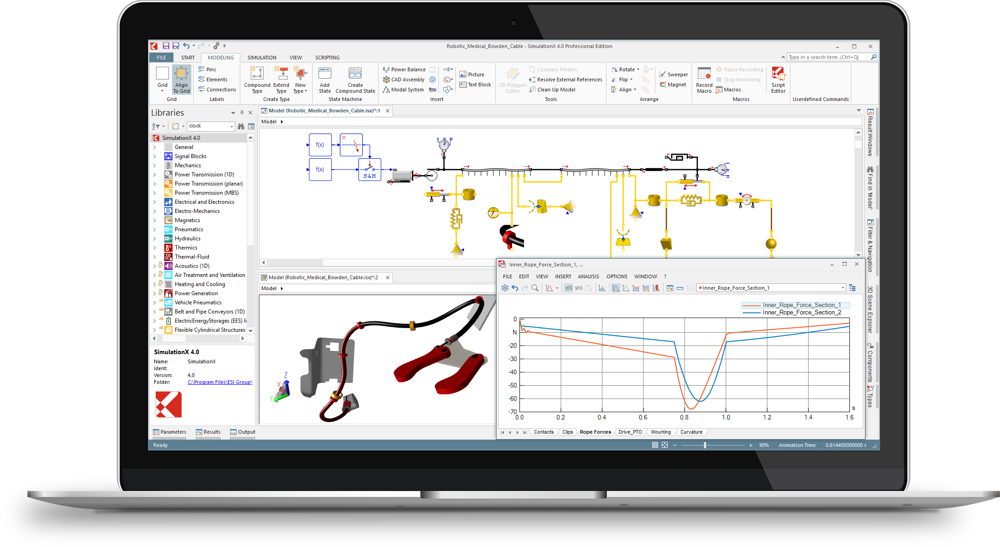 Robotic_Medical_Bowden_Cable - SimulationX 4.0 Professional Edition
FILE START MODELING SIMULATION VIEW SCRIPTING
Type in a search term. (Ctrl+Q)
Grid
Align To Grid
Grid
abc Pins
abc Elements
abc Connections
Labels
Compound Type
Extend Type
New Type
Create Type
Add State
Create Compound State
State Machine
Power Balance
CAD Assembly
Modal System
fmu
Picture
Text Block
Insert
2D Polygon Editor
Compare Models
Resolve External References
Clean Up Model
Tools
Rotate
Flip
Align
Sweeper
Magnet
Arrange
Record Macro
Pause Recording
Stop Recording
Macros
Script Editor
Macros
Userdefined Commands
Libraries
clock
SimulationX 4.0
General
Signal Blocks
Mechanics
Power Transmission (1D)
Power Transmission (planar)
Power Transmission (MBS)
Electrical and Electronics
Electro-Mechanics
Magnetics
Pneumatics
Hydraulics
Thermics
Thermal-Fluid
Acoustics (1D)
Air Treatment and Ventilation
Heating and Cooling
Power Generation
Vehicle Pneumatics
Belt and Pipe Conveyors (1D)
ElectricEnergyStorages (EES) li
Flexible Cylindrical Structures
SimulationX 4.0
Name: SimulationX
Ident:
Version: 4.0
Folder: C:\Program Files\ESI Group\
Parameters Results Output
Ready
Model (Robotic_Medical_Bowden_Cable.isx)*:1
Model
f(x)
f(x)
S&H
Model (Robotic_Medical_Bowden_Cable.isx)*:2
Model
Z
X
Y
Inner_Rope_Force_Section_1, ...
FILE EDIT VIEW INSERT ANALYSIS OPTIONS WINDOW ?
y(t) y(x)
Inner_Rope_Force_Section_1
Inner_Rope_Force_Section_1
Inner_Rope_Force_Section_2
0
N
-20
-30
-40
-50
-60
-70
0.0 0.2 0.4 0.6 0.8 1.0 1.2 1.4 1.6
s
Contacts Clips Rope Forces Drive_PTO Mounting Curvature
90% Animation Time: 0.614400000000 s
Result Windows
Find in "Model"
Filter & Navigation
3D Scene Explorer
Components
Types